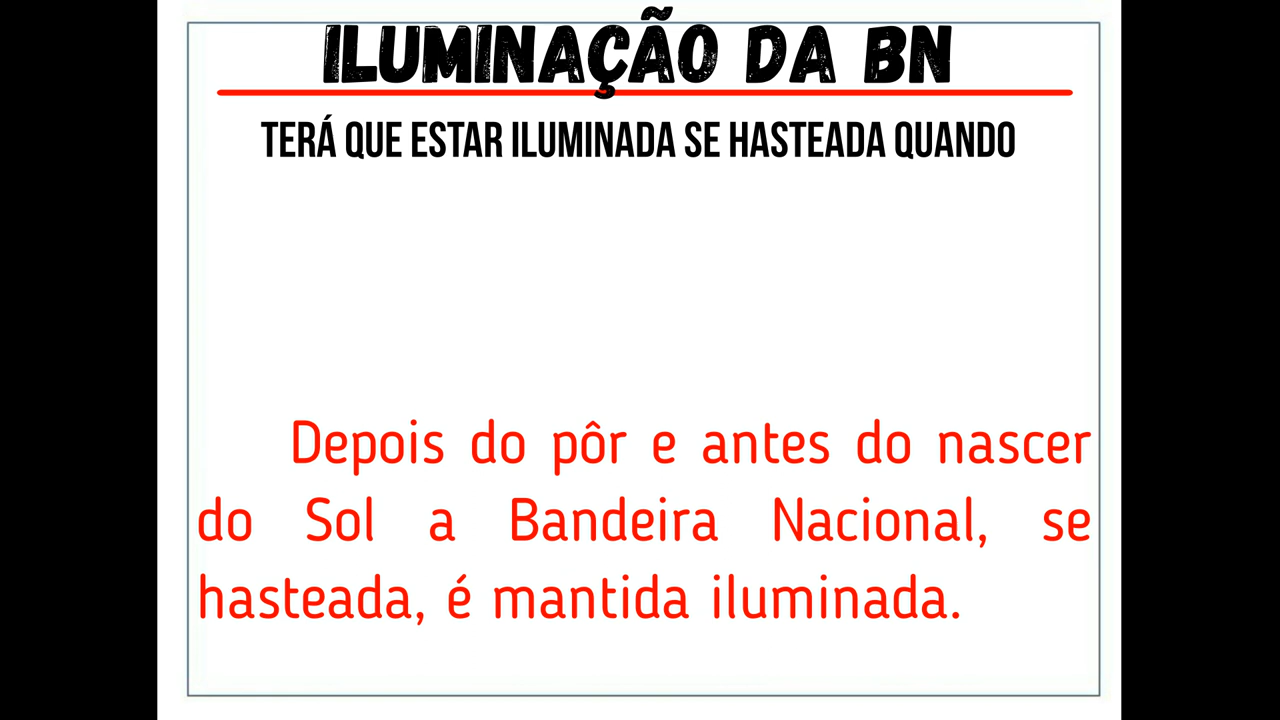 ILUMINAÇÃO DA BN
TERÁ QUE ESTAR ILUMINADA SE HASTEADA QUANDO
Depois do pôr e antes do nascer
do Sol a Bandeira Nacional, se
hasteada, é mantida iluminada.